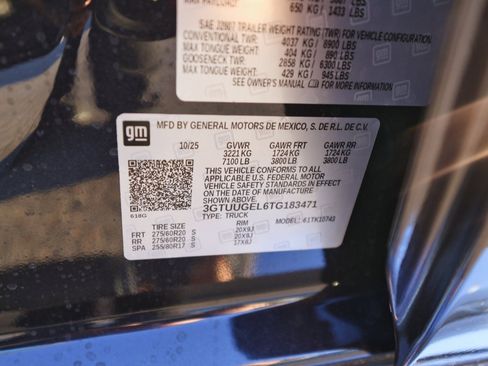 650 KG / 1433 LBS
SAE J2807 TRAILER WEIGHT RATING (TWR) FOR VEHICLE CONFIGURATION
CONVENTIONAL TWR: 4037 KG / 8900 LBS
MAX TONGUE WEIGHT: 404 KG / 890 LBS
GOOSENECK TWR: 2858 KG / 6300 LBS
MAX TONGUE WEIGHT: 429 KG / 945 LBS
SEE OWNER'S MANUAL FOR MORE INFORMATION
gm
MFD BY GENERAL MOTORS DE MEXICO, S. DE R.L. DE C.V.
10/25 GVWR GAWR FRT GAWR RR
3221 KG 1724 KG 1724 KG
7100 LB 3800 LB 3800 LB
THIS VEHICLE CONFORMS TO ALL
APPLICABLE U.S. FEDERAL MOTOR
VEHICLE SAFETY STANDARDS IN
EFFECT ON THE DATE OF MANUFACTURE
SHOWN ABOVE.
3GTUUGEL6TG183471
TYPE: TRUCK MODEL: 61TK10743
618G
TIRE SIZE RIM
FRT 275/60R20 S 20X9J
RR 275/60R20 S 20X9J
SPA 255/80R17 S 17X8J